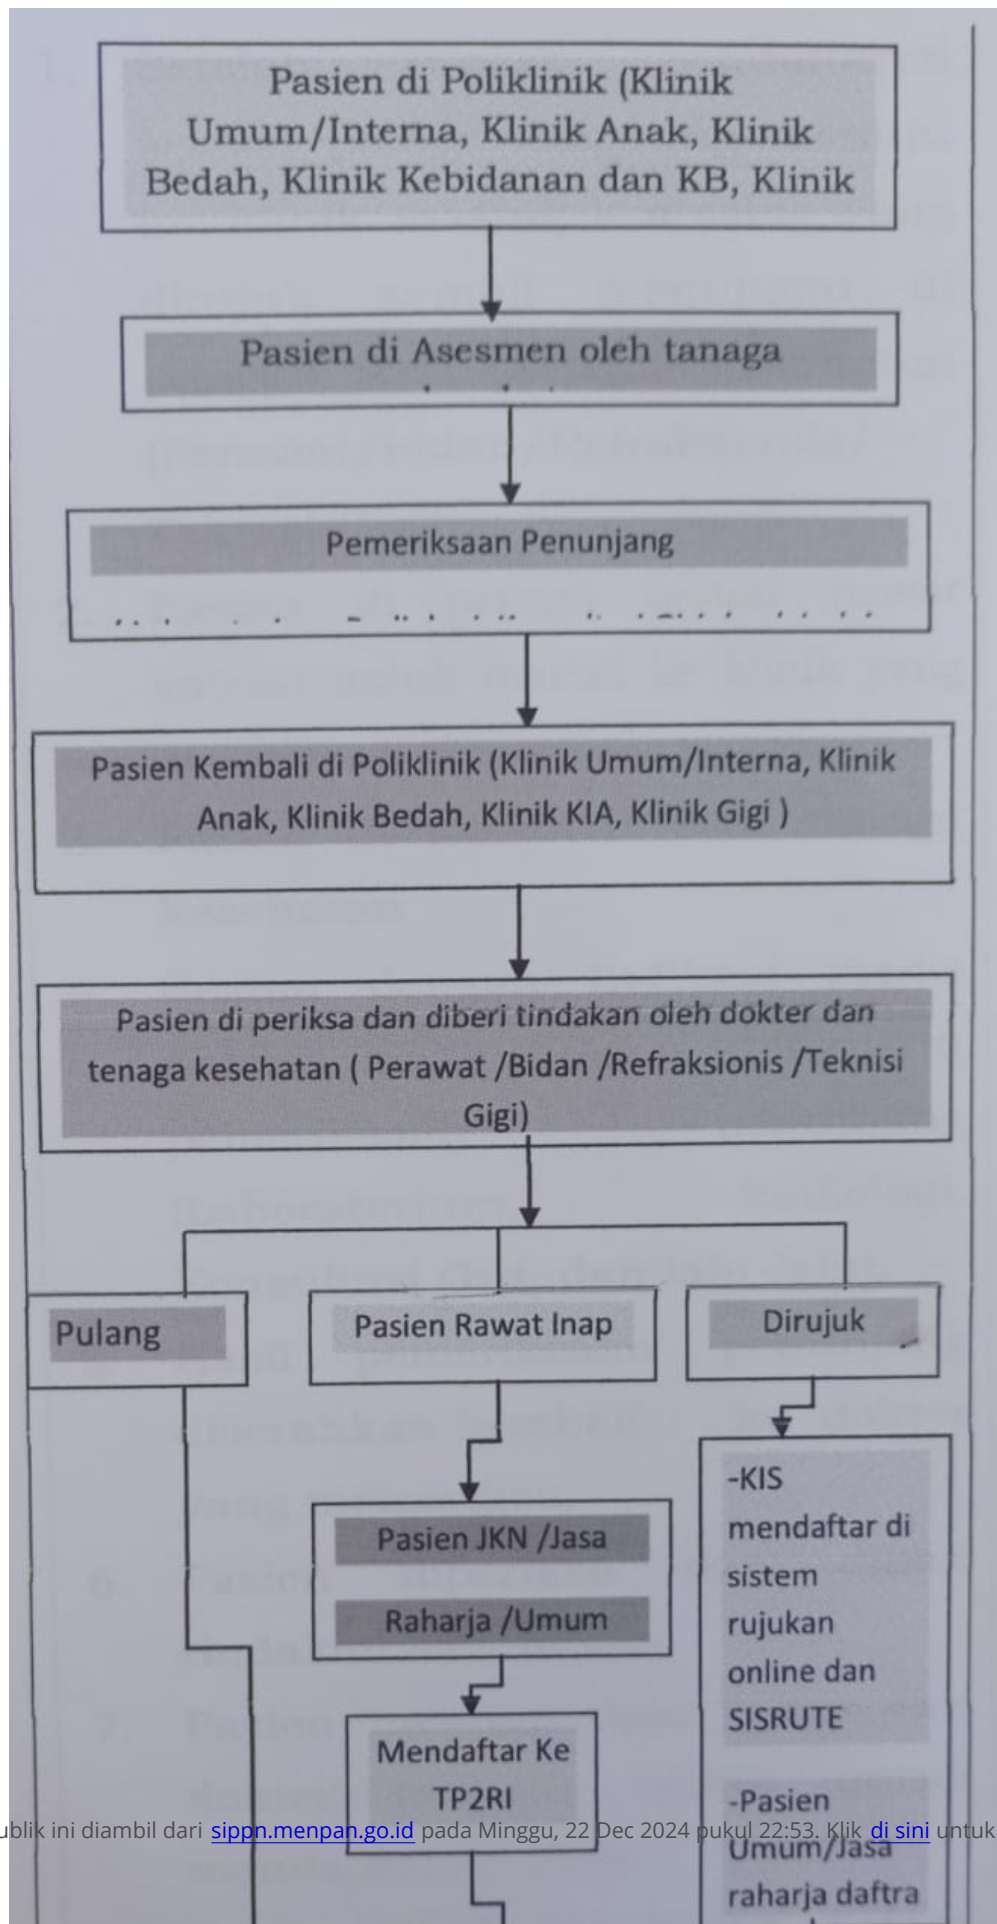 Pasien di Poliklinik (Klinik
Umum/Interna, Klinik Anak, Klinik
Bedah, Klinik Kebidanan dan KB, Klinik
Pasien di Asesmen oleh tanaga
Pemeriksaan Penunjang
Pasien Kembali di Poliklinik (Klinik Umum/Interna, Klinik
Anak, Klinik Bedah, Klinik KIA, Klinik Gigi )
Pasien di periksa dan diberi tindakan oleh dokter dan
tenaga kesehatan ( Perawat /Bidan /Refraksionis /Teknisi
Gigi)
Pulang
Pasien Rawat Inap
Dirujuk
Pasien JKN /Jasa
Raharja /Umum
Mendaftar Ke
TP2RI
-KIS
mendaftar di
sistem
rujukan
online dan
SISRUTE
-Pasien
Umum/Jasa
raharja daftra
ublik ini diambil dari sippn.menpan.go.id pada Minggu, 22 Dec 2024 pukul 22:53. Klik di sini untuk